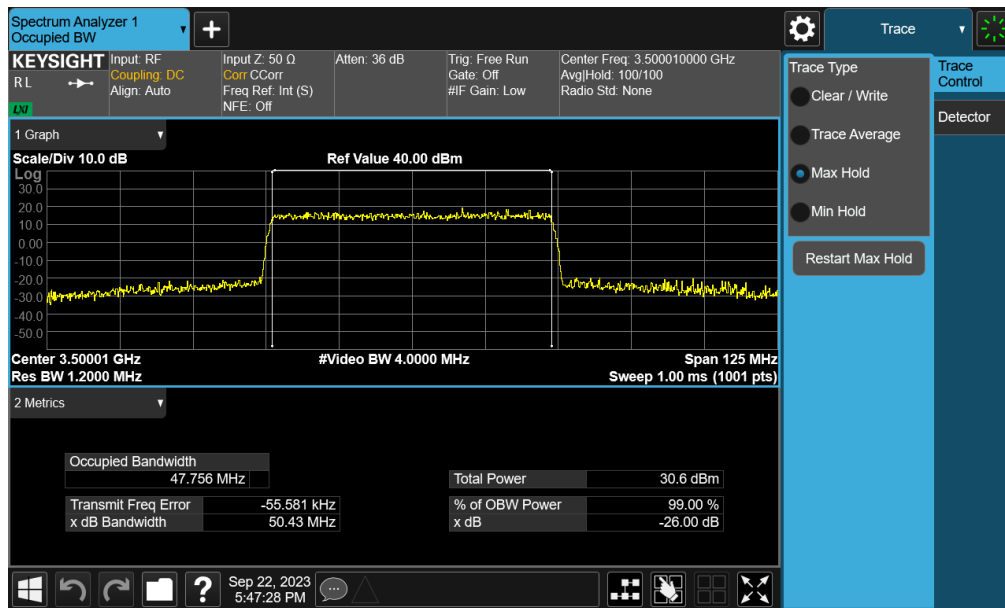 Spectrum Analyzer 1
Occupied BW
+
Trace
KEYSIGHT
R L
LXI
Input: RF
Coupling: DC
Align: Auto
Input Z: 50 Ω
Corr CCorr
Freq Ref: Int (S)
NFE: Off
Atten: 36 dB
Trig: Free Run
Gate: Off
#IF Gain: Low
Center Freq: 3.500010000 GHz
Avg|Hold: 100/100
Radio Std: None
Trace Type
Clear / Write
Trace Average
Max Hold
Min Hold
Restart Max Hold
Trace
Control
Detector
1 Graph
Scale/Div 10.0 dB
Ref Value 40.00 dBm
Log
30.0
20.0
10.0
0.00
-10.0
-20.0
-30.0
-40.0
-50.0
Center 3.50001 GHz
#Video BW 4.0000 MHz
Span 125 MHz
Res BW 1.2000 MHz
Sweep 1.00 ms (1001 pts)
2 Metrics
Occupied Bandwidth
47.756 MHz
Total Power 30.6 dBm
Transmit Freq Error -55.581 kHz
% of OBW Power 99.00 %
x dB Bandwidth 50.43 MHz
x dB -26.00 dB
?
Sep 22, 2023
5:47:28 PM